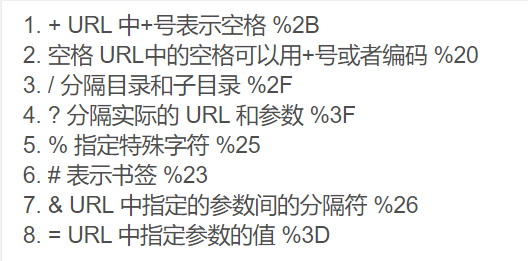 1. + URL 中+号表示空格 %2B
2. 空格 URL中的空格可以用+号或者编码 %20
3. / 分隔目录和子目录 %2F
4. ? 分隔实际的 URL 和参数 %3F
5. % 指定特殊字符 %25
6. # 表示书签 %23
7. & URL 中指定的参数间的分隔符 %26
8. = URL 中指定参数的值 %3D